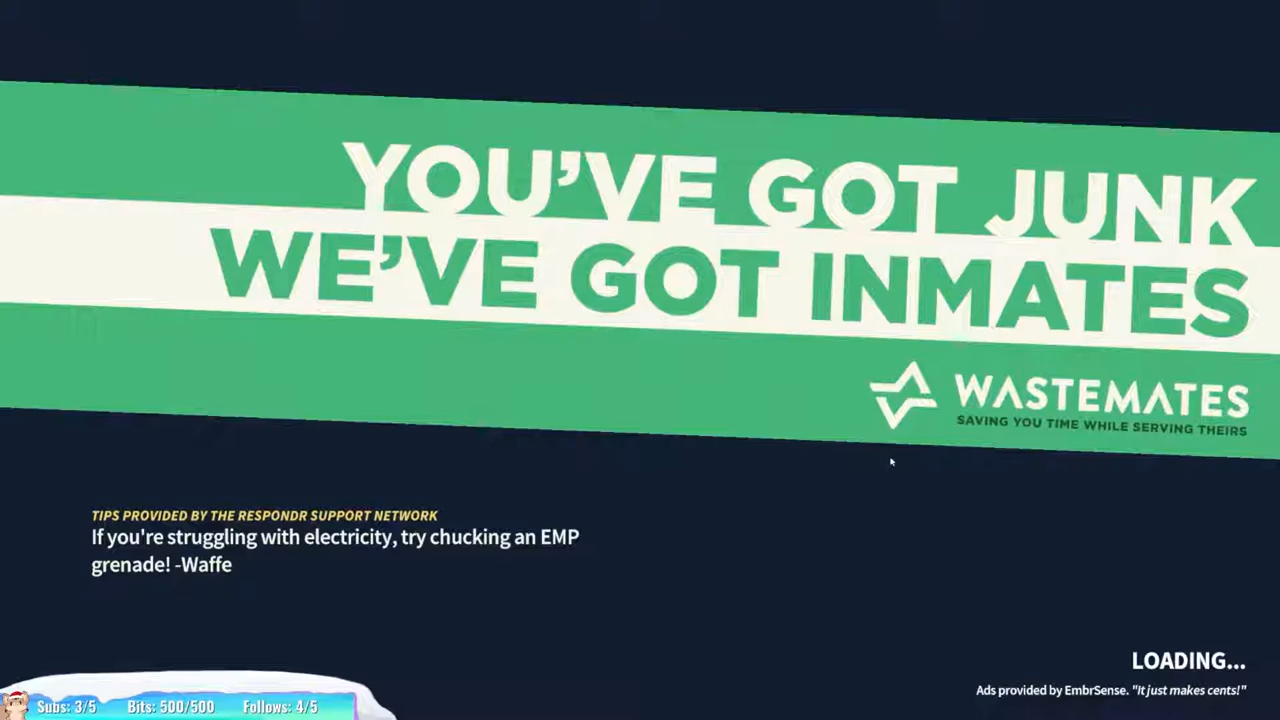 YOU'VE GOT JUNK
WE'VE GOT INMATES
WASTEMATES
SAVING YOU TIME WHILE SERVING THEIRS
TIPS PROVIDED BY THE RESPONDR SUPPORT NETWORK
If you're struggling with electricity, try chucking an EMP
grenade! -Waffe
LOADING...
Ads provided by EmbrSense. "It just makes cents!"
Subs: 3/5 Bits: 500/500 Follows: 4/5